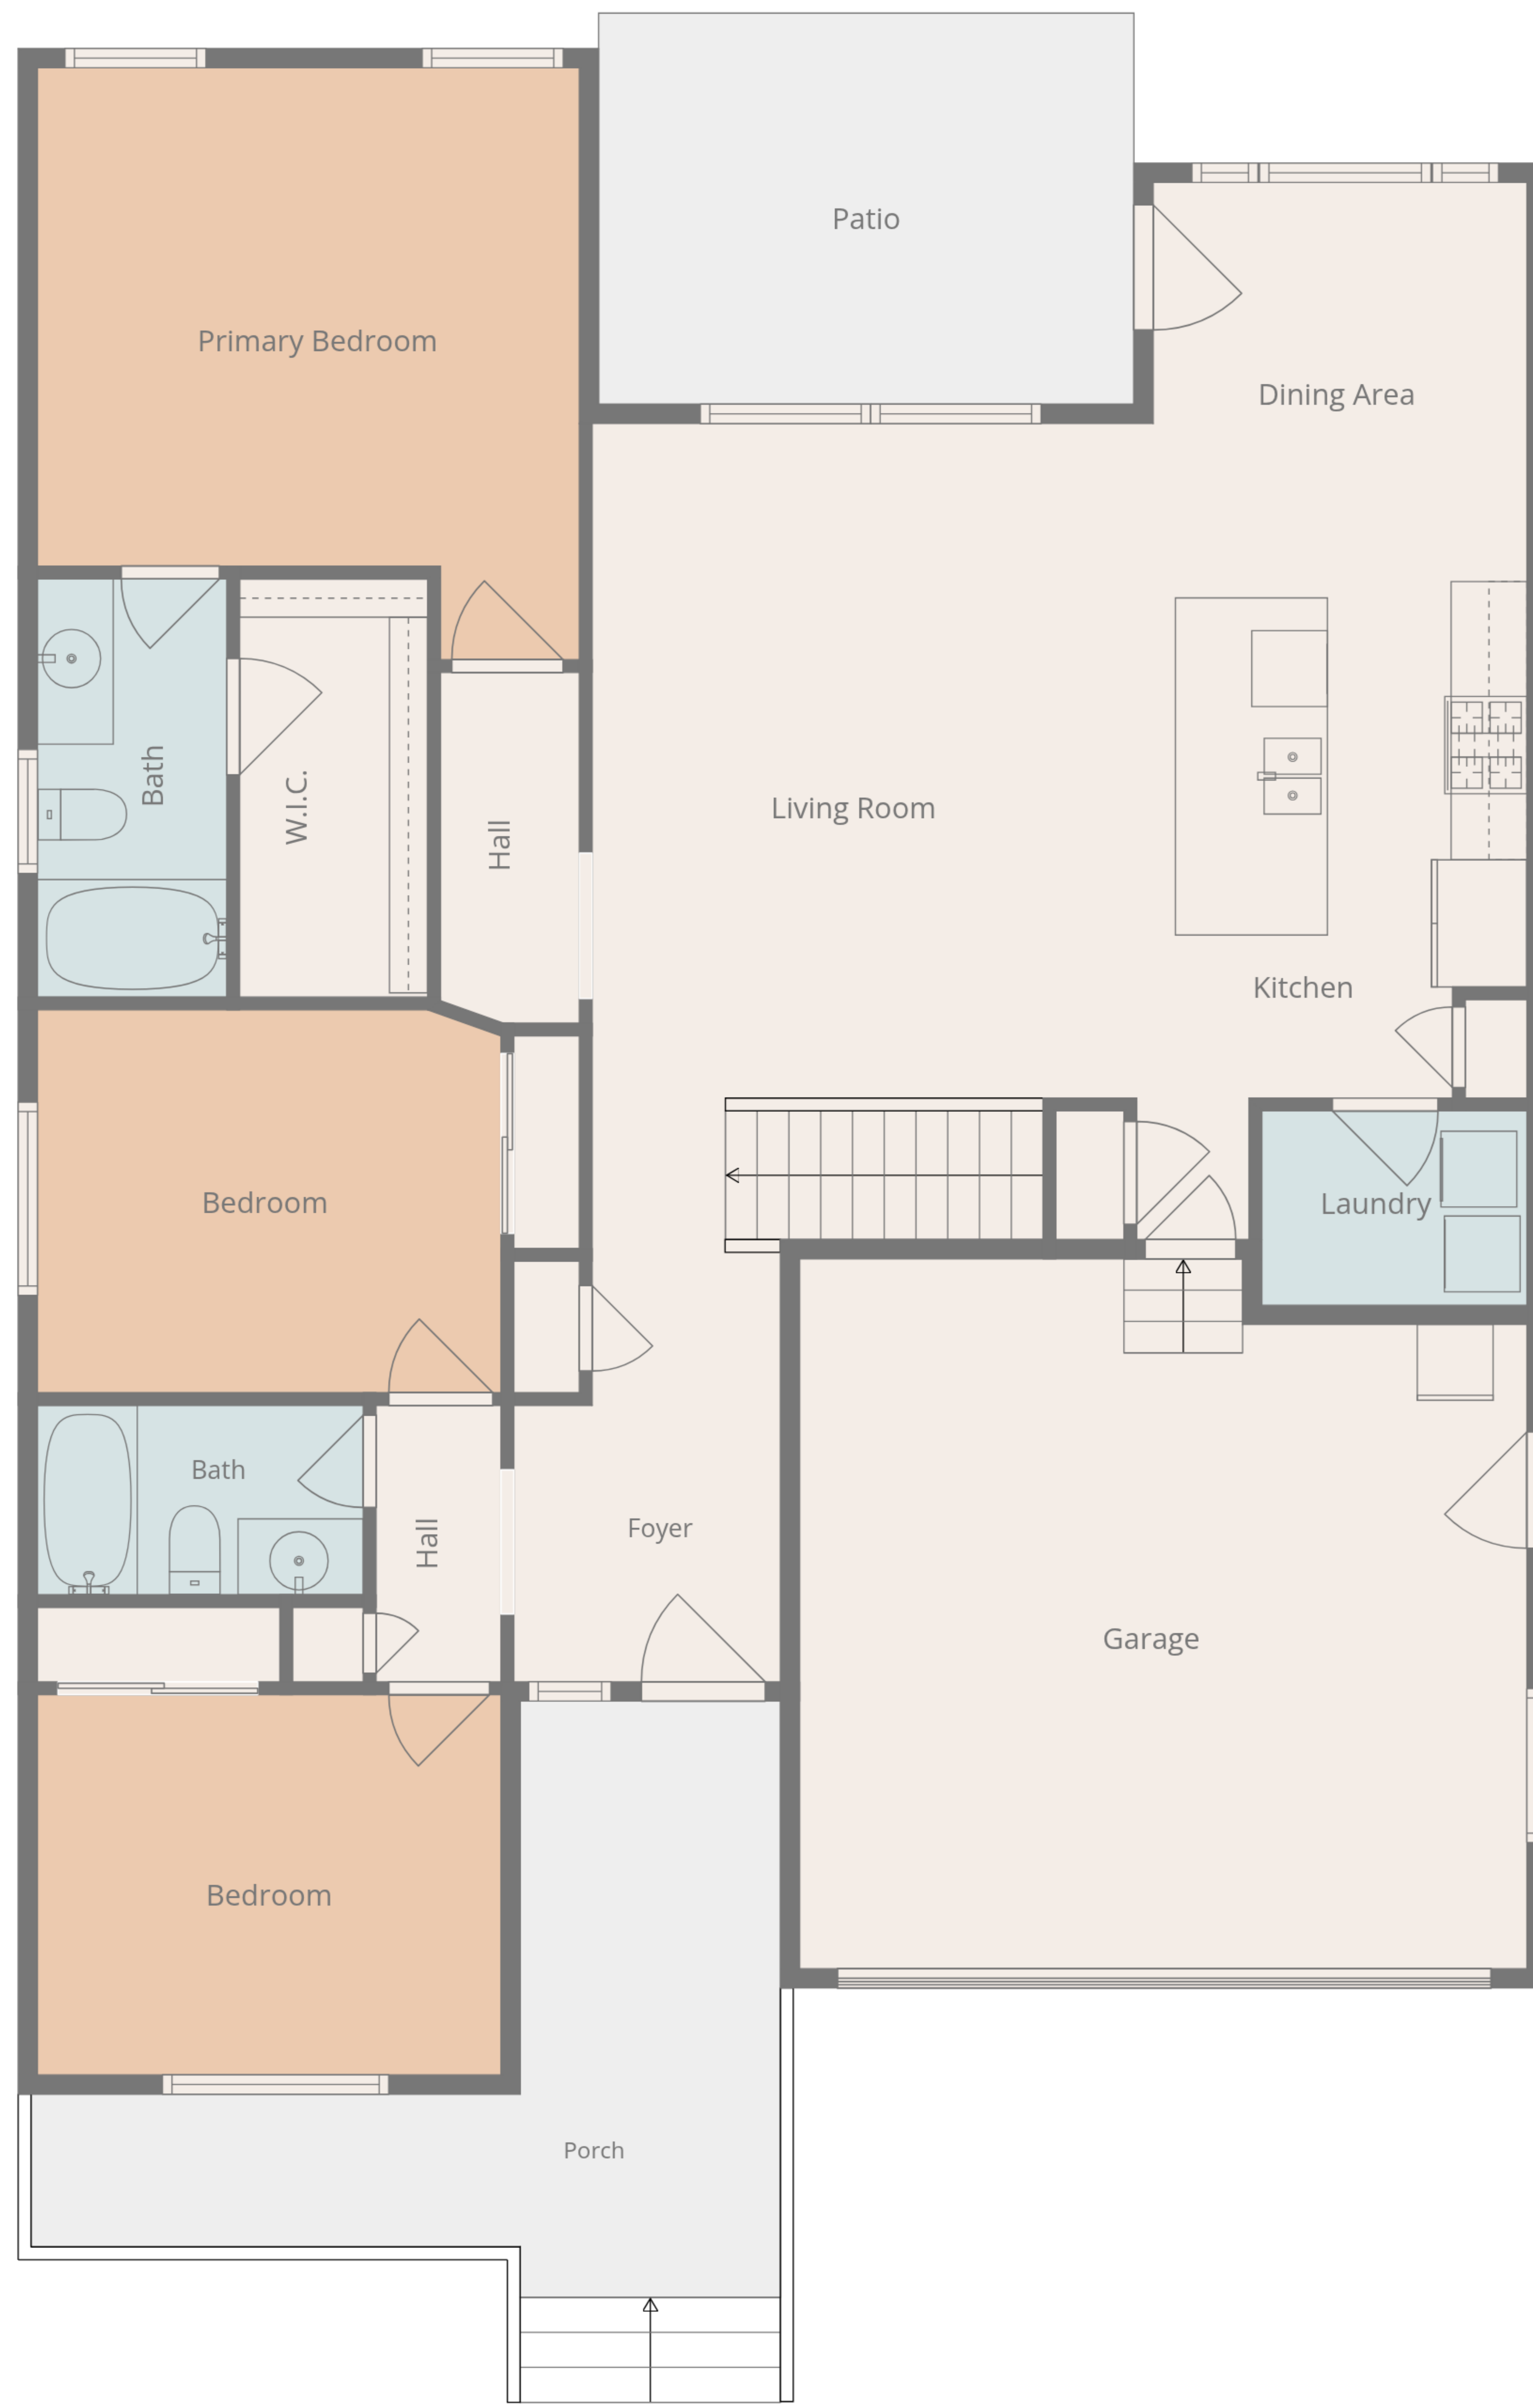 Patio
Primary Bedroom
Dining Area
Bath
W.I.C.
Hall
Living Room
Kitchen
Bedroom
Laundry
Bath
Hall
Foyer
Garage
Bedroom
Porch